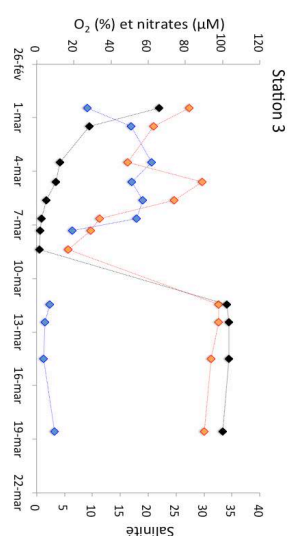 Station 3
O₂ (%) et nitrates (µM)
0 20 40 60 80 100 120
26-fév
1-mar
4-mar
7-mar
10-mar
13-mar
16-mar
19-mar
22-mar
0 5 10 15 20 25 30 35 40
Salinité